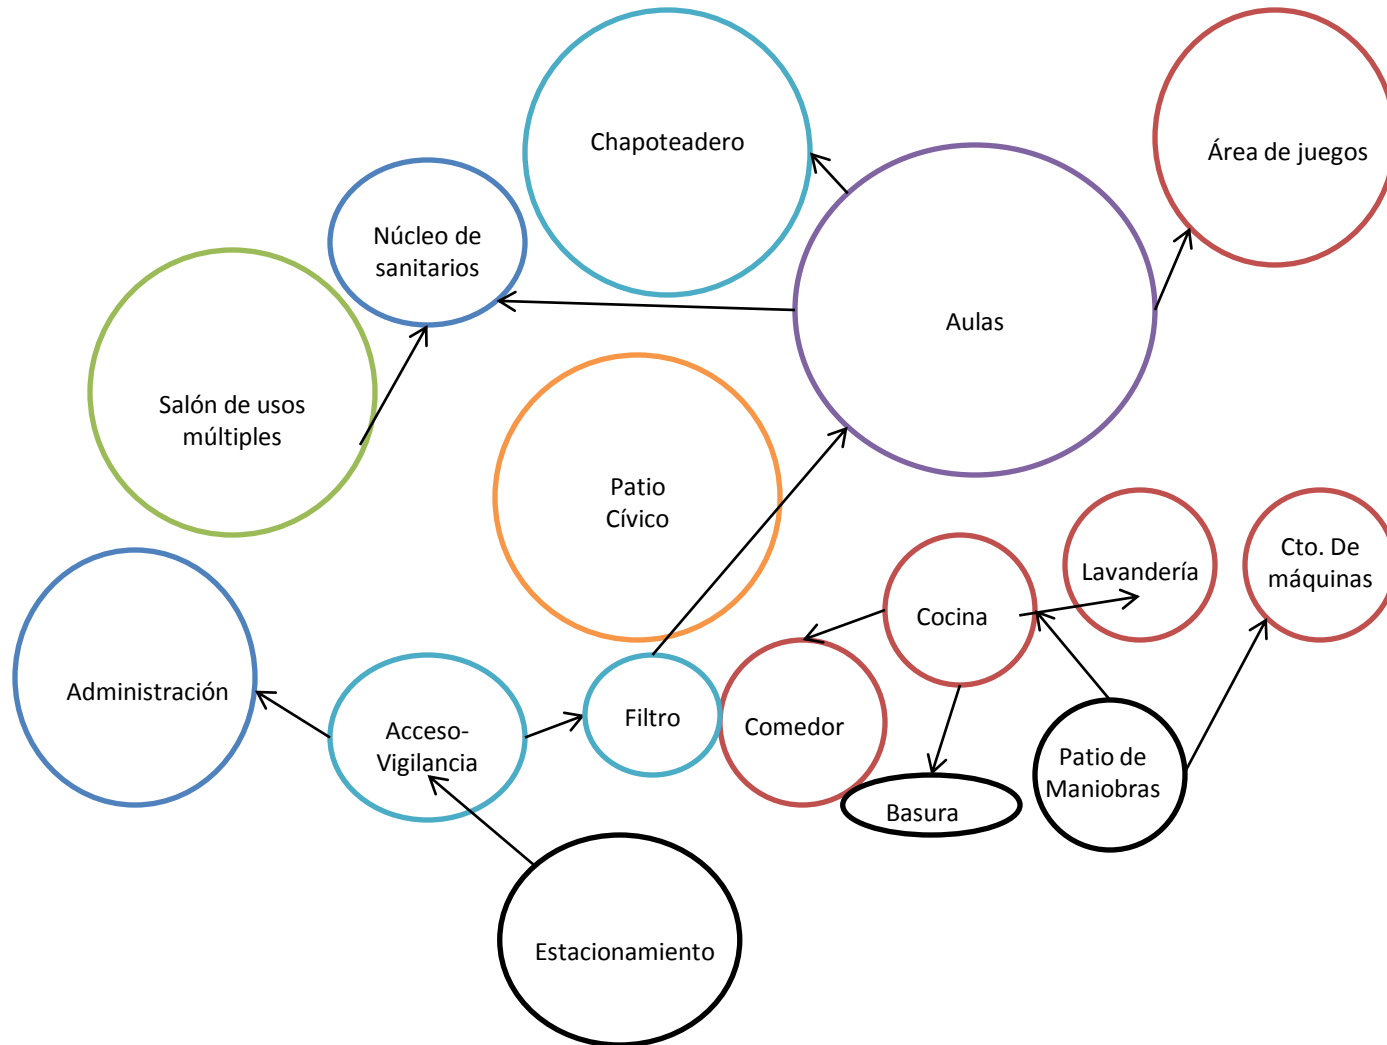 Chapoteadero
Área de juegos
Núcleo de
sanitarios
Aulas
Salón de usos
múltiples
Patio
Cívico
Cto. De
máquinas
Lavandería
Cocina
Administración
Acceso-
Vigilancia
Filtro
Comedor
Patio de
Maniobras
Basura
Estacionamiento